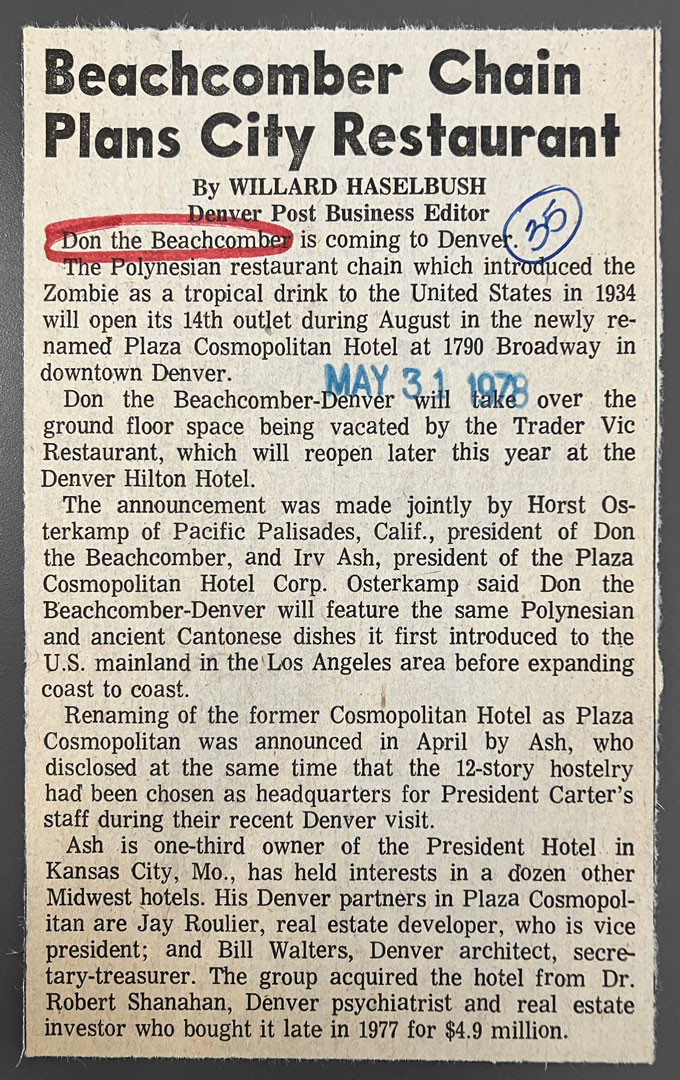 Beachcomber Chain
Plans City Restaurant
By WILLARD HASELBUSH
Denver Post Business Editor
Don the Beachcomber is coming to Denver.
35
The Polynesian restaurant chain which introduced the
Zombie as a tropical drink to the United States in 1934
will open its 14th outlet during August in the newly re-
named Plaza Cosmopolitan Hotel at 1790 Broadway in
downtown Denver.
MAY 31 1978
Don the Beachcomber-Denver will take over the
ground floor space being vacated by the Trader Vic
Restaurant, which will reopen later this year at the
Denver Hilton Hotel.
The announcement was made jointly by Horst Os-
terkamp of Pacific Palisades, Calif., president of Don
the Beachcomber, and Irv Ash, president of the Plaza
Cosmopolitan Hotel Corp. Osterkamp said Don the
Beachcomber-Denver will feature the same Polynesian
and ancient Cantonese dishes it first introduced to the
U.S. mainland in the Los Angeles area before expanding
coast to coast.
Renaming of the former Cosmopolitan Hotel as Plaza
Cosmopolitan was announced in April by Ash, who
disclosed at the same time that the 12-story hostelry
had been chosen as headquarters for President Carter's
staff during their recent Denver visit.
Ash is one-third owner of the President Hotel in
Kansas City, Mo., has held interests in a dozen other
Midwest hotels. His Denver partners in Plaza Cosmopol-
itan are Jay Roulier, real estate developer, who is vice
president; and Bill Walters, Denver architect, secre-
tary-treasurer. The group acquired the hotel from Dr.
Robert Shanahan, Denver psychiatrist and real estate
investor who bought it late in 1977 for $4.9 million.